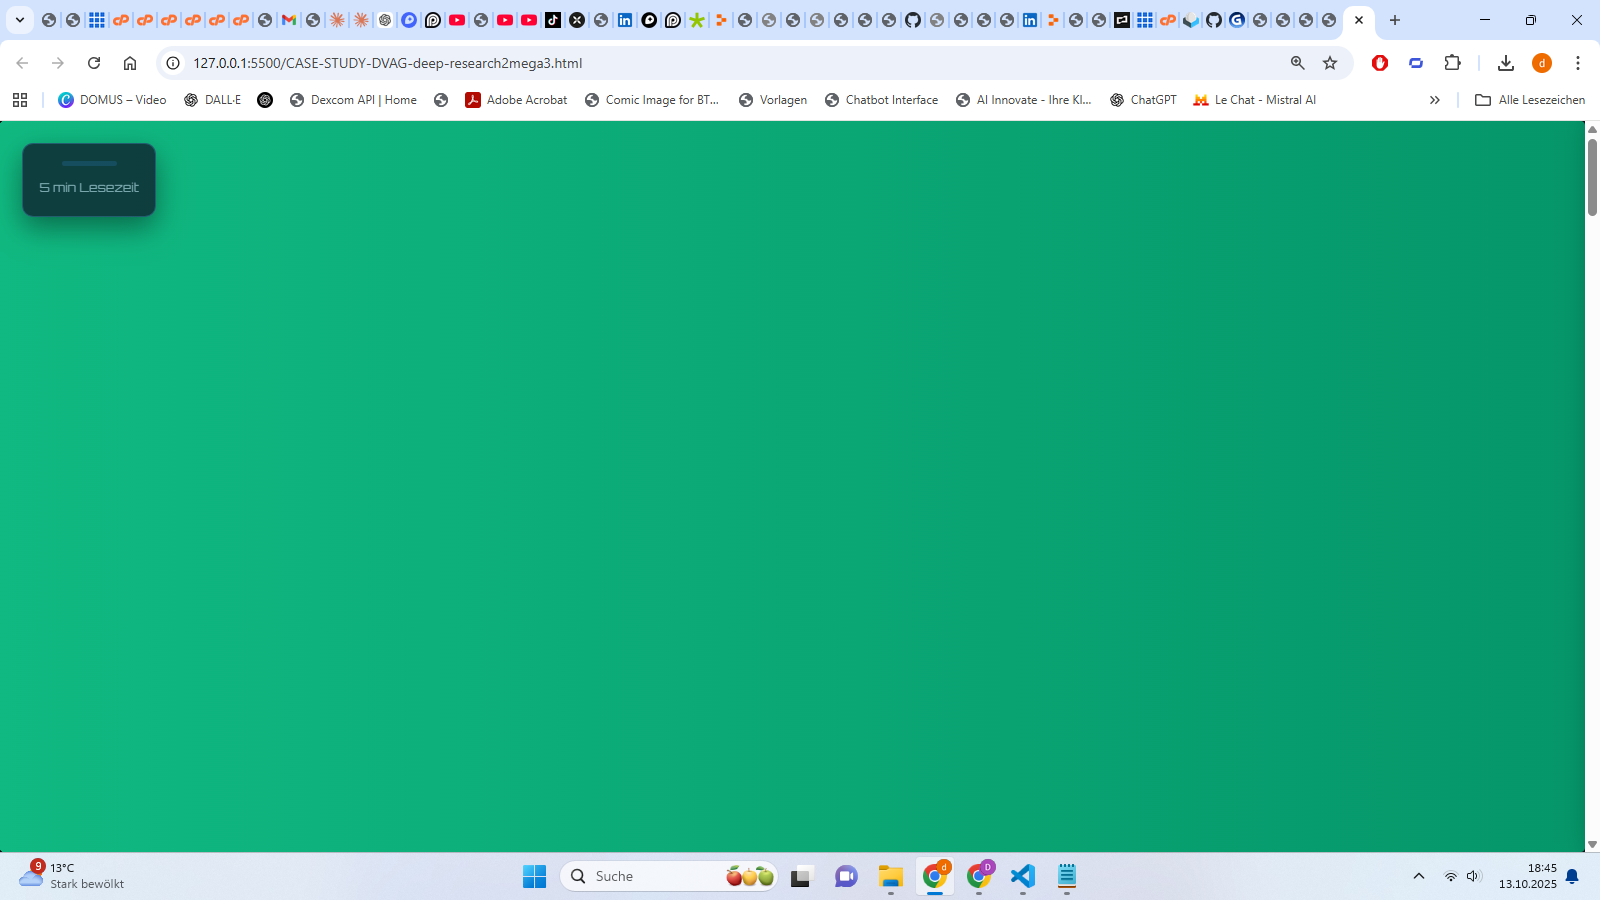 127.0.0.1:5500/CASE-STUDY-DVAG-deep-research2mega3.html
d
DOMUS – Video
DALL·E
Dexcom API | Home
Adobe Acrobat
Comic Image for BT...
Vorlagen
Chatbot Interface
AI Innovate - Ihre KI...
ChatGPT
Le Chat - Mistral AI
Alle Lesezeichen
5 min Lesezeit
9
13°C
Stark bewölkt
Suche
d
D
18:45
13.10.2025